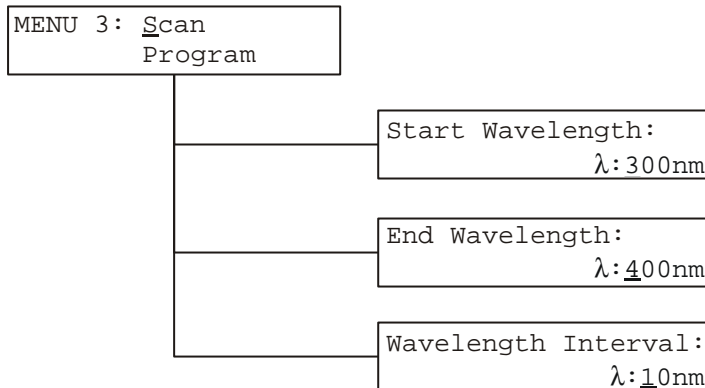 MENU 3: Scan
Program
Start Wavelength:
λ:300nm
End Wavelength:
λ:400nm
Wavelength Interval:
λ:10nm